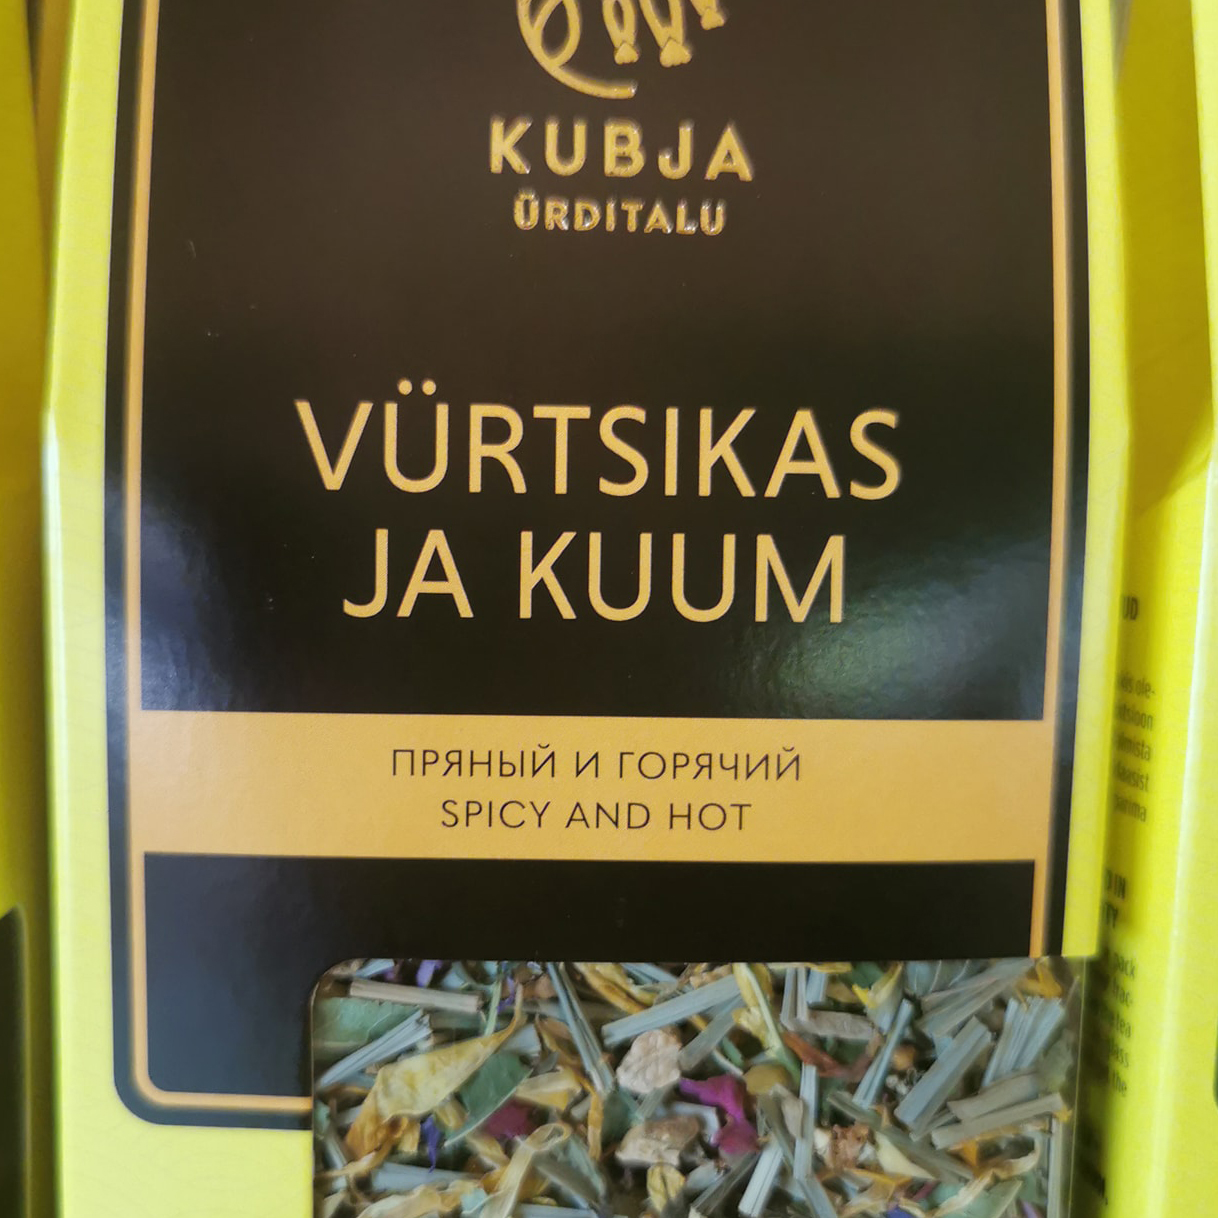 KUBJA
ÜRDITALU
VÜRTSIKAS
JA KUUM
ПРЯНЫЙ И ГОРЯЧИЙ
SPICY AND HOT